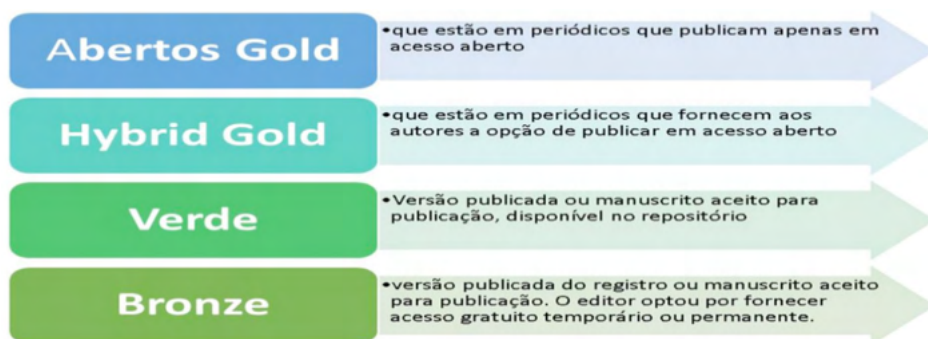 Abertos Gold
•que estão em periódicos que publicam apenas em
acesso aberto
Hybrid Gold
•que estão em periódicos que fornecem aos
autores a opção de publicar em acesso aberto
Verde
•Versão publicada ou manuscrito aceito para
publicação, disponível no repositório
Bronze
•versão publicada do registro ou manuscrito aceito
para publicação. O editor optou por fornecer
acesso gratuito temporário ou permanente.